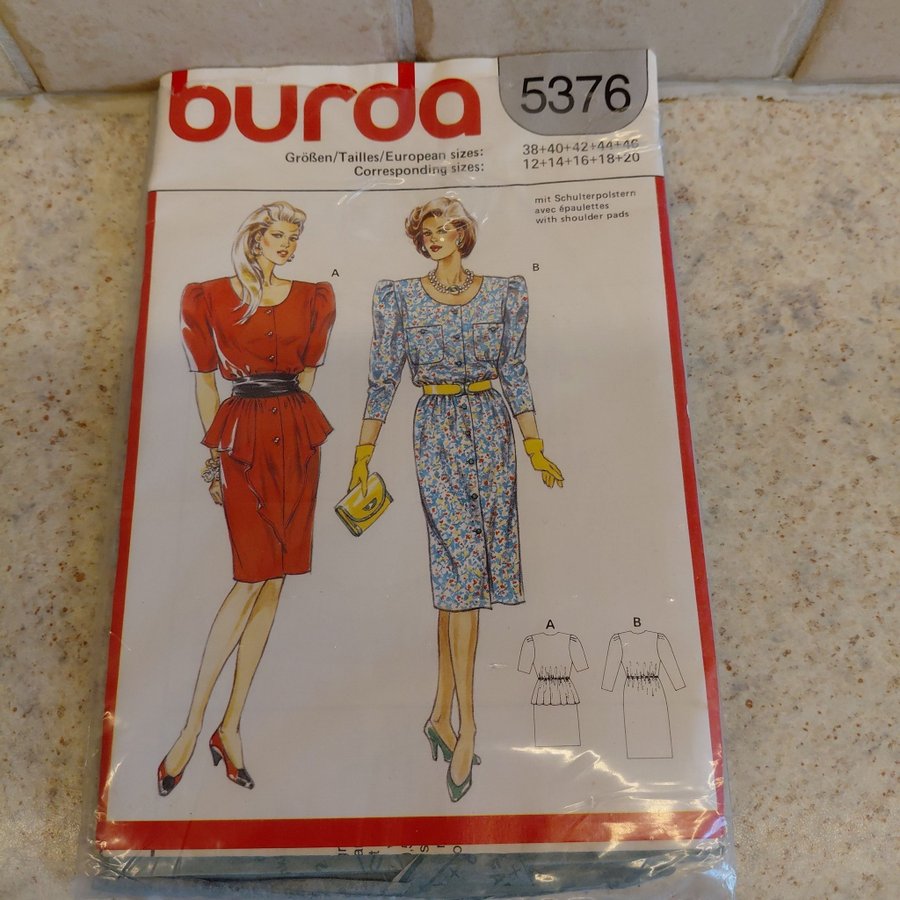 burda
5376
Größen/Tailles/European sizes: 38+40+42+44+46
Corresponding sizes: 12+14+16+18+20
mit Schulterpolstern
avec épaulettes
with shoulder pads
A
B
A
B